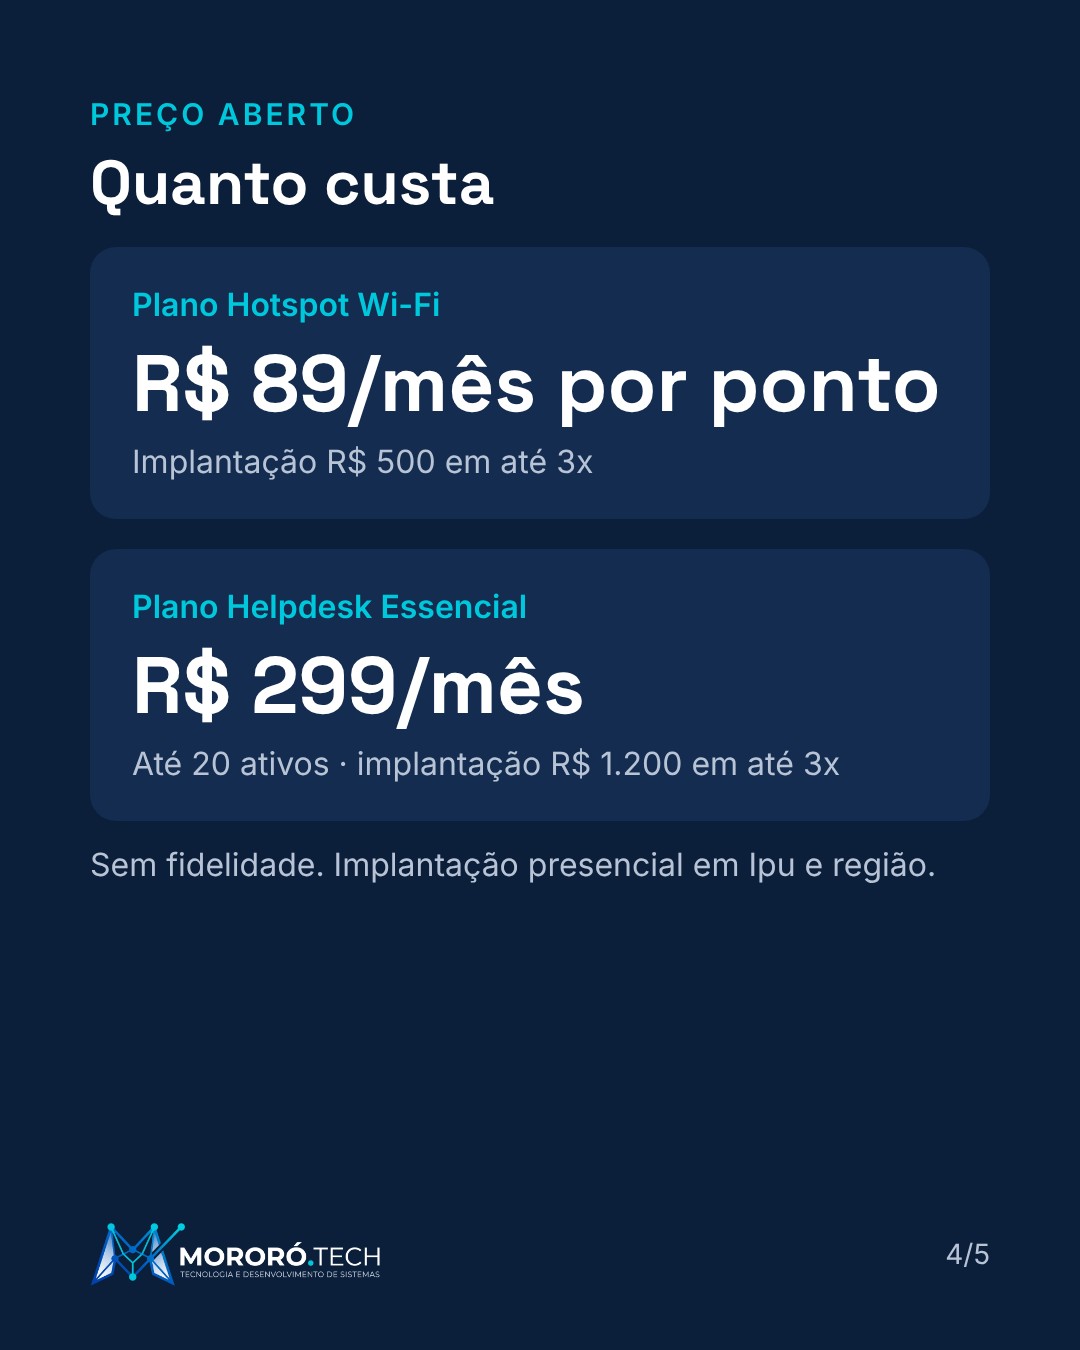 PREÇO ABERTO
Quanto custa
Plano Hotspot Wi-Fi
R$ 89/mês por ponto
Implantação R$ 500 em até 3x
Plano Helpdesk Essencial
R$ 299/mês
Até 20 ativos · implantação R$ 1.200 em até 3x
Sem fidelidade. Implantação presencial em Ipu e região.
MORORÓ.TECH
TECNOLOGIA E DESENVOLVIMENTO DE SISTEMAS
4/5